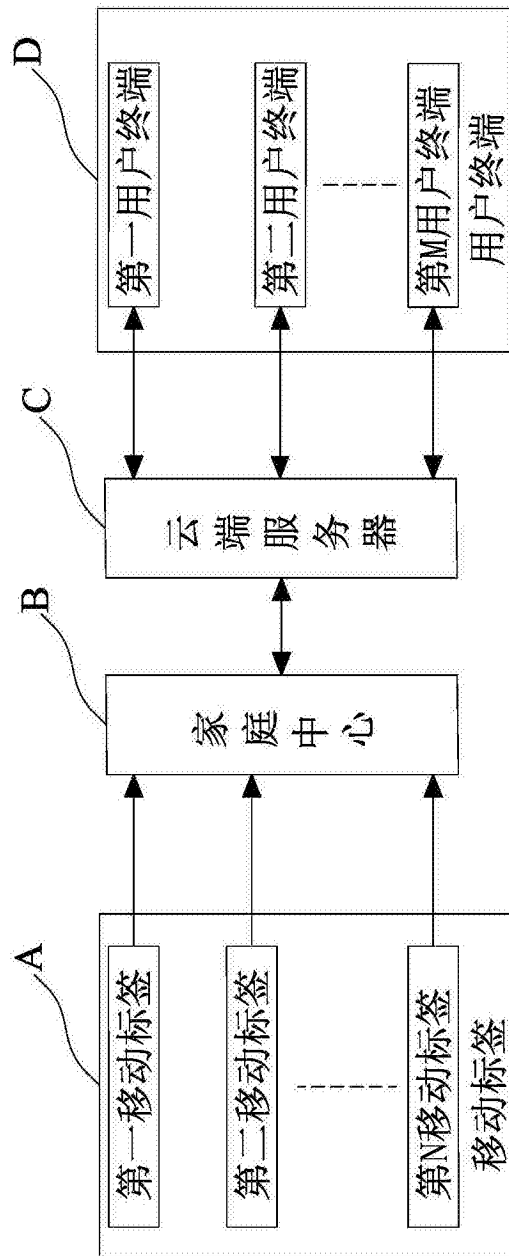 A
第一移动标签
第二移动标签
第N移动标签
移动标签
B
家庭中心
C
云端服务器
D
第一用户终端
第二用户终端
第M用户终端
用户终端